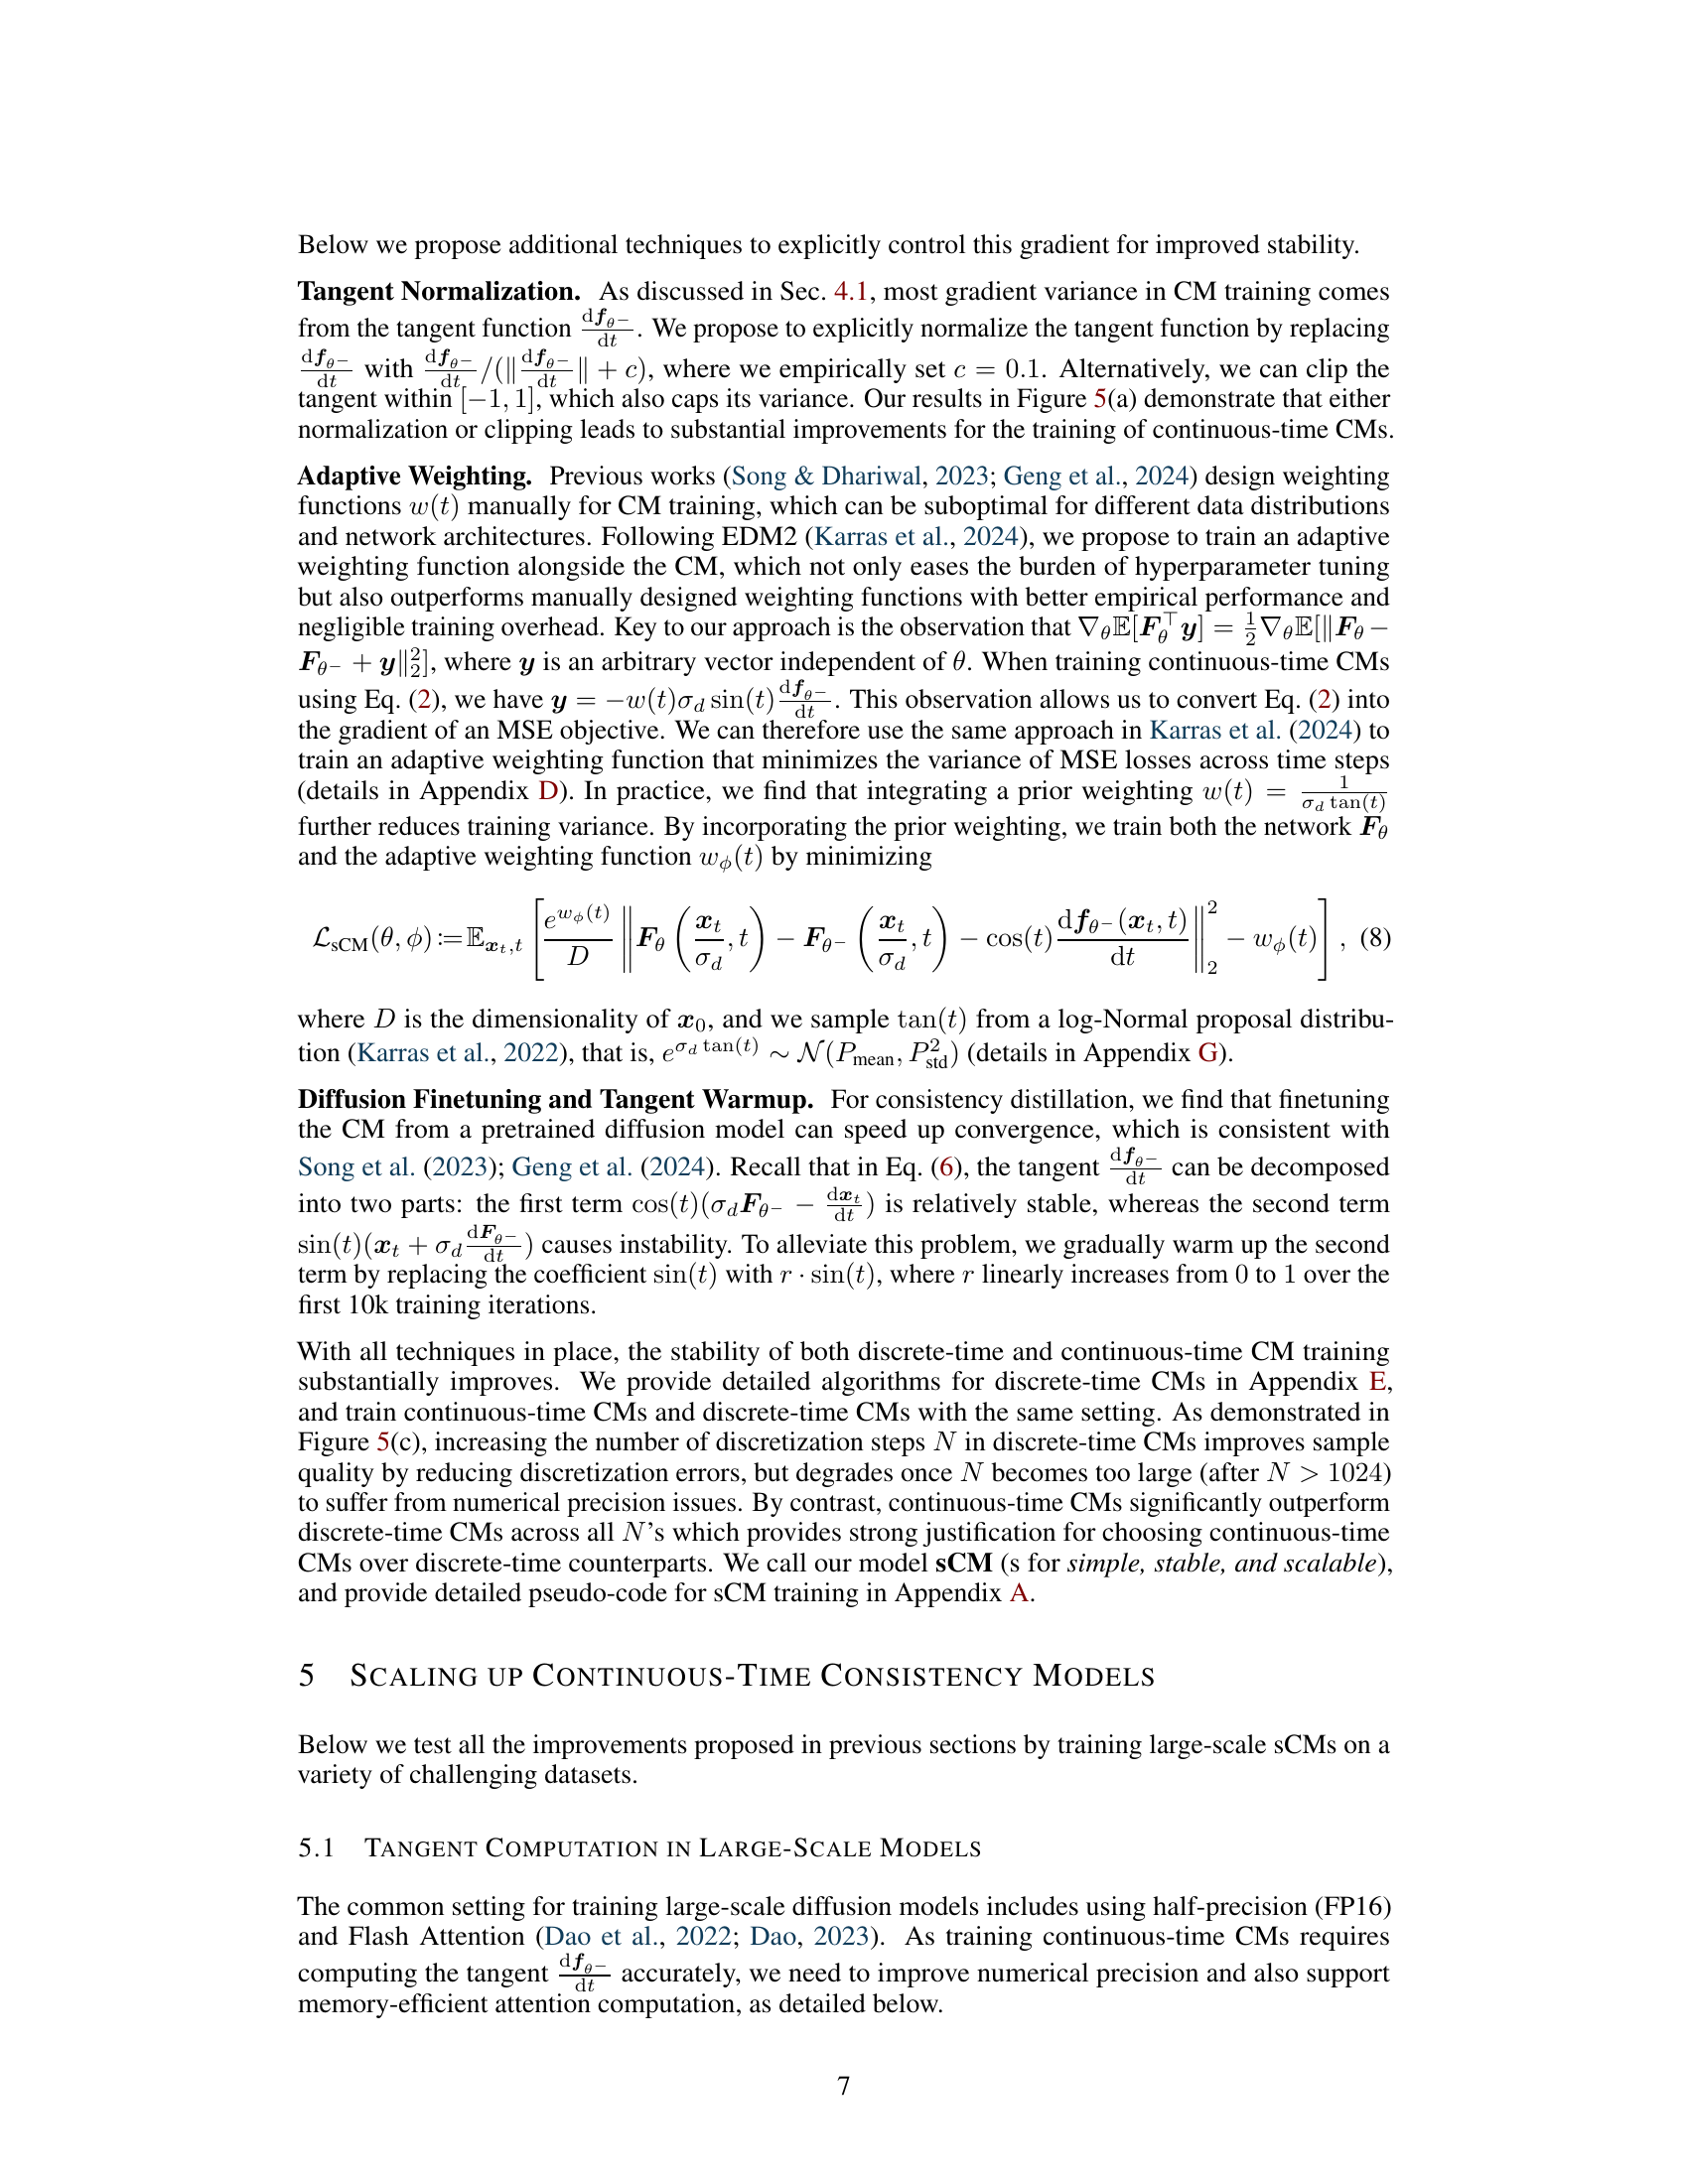 Below we propose additional techniques to explicitly control this gradient for improved stability.
Tangent Normalization. As discussed in Sec. 4.1, most gradient variance in CM training comes
from the tangent function $\frac{\mathrm{d}\boldsymbol{f}_{\theta^-}}{\mathrm{d}t}$. We propose to explicitly normalize the tangent function by replacing
$\frac{\mathrm{d}\boldsymbol{f}_{\theta^-}}{\mathrm{d}t}$ with $\frac{\mathrm{d}\boldsymbol{f}_{\theta^-}}{\mathrm{d}t}/(\|\frac{\mathrm{d}\boldsymbol{f}_{\theta^-}}{\mathrm{d}t}\| + c)$, where we empirically set $c = 0.1$. Alternatively, we can clip the
tangent within $[-1, 1]$, which also caps its variance. Our results in Figure 5(a) demonstrate that either
normalization or clipping leads to substantial improvements for the training of continuous-time CMs.
Adaptive Weighting. Previous works (Song & Dhariwal, 2023; Geng et al., 2024) design weighting
functions $w(t)$ manually for CM training, which can be suboptimal for different data distributions
and network architectures. Following EDM2 (Karras et al., 2024), we propose to train an adaptive
weighting function alongside the CM, which not only eases the burden of hyperparameter tuning
but also outperforms manually designed weighting functions with better empirical performance and
negligible training overhead. Key to our approach is the observation that $\nabla_\theta \mathbb{E}[\boldsymbol{F}_\theta^\top \boldsymbol{y}] = \frac{1}{2}\nabla_\theta \mathbb{E}[\|\boldsymbol{F}_\theta -$
$\boldsymbol{F}_{\theta^-} + \boldsymbol{y}\|_2^2]$, where $\boldsymbol{y}$ is an arbitrary vector independent of $\theta$. When training continuous-time CMs
using Eq. (2), we have $\boldsymbol{y} = -w(t)\sigma_d \sin(t)\frac{\mathrm{d}\boldsymbol{f}_{\theta^-}}{\mathrm{d}t}$. This observation allows us to convert Eq. (2) into
the gradient of an MSE objective. We can therefore use the same approach in Karras et al. (2024) to
train an adaptive weighting function that minimizes the variance of MSE losses across time steps
(details in Appendix D). In practice, we find that integrating a prior weighting $w(t) = \frac{1}{\sigma_d \tan(t)}$
further reduces training variance. By incorporating the prior weighting, we train both the network $\boldsymbol{F}_\theta$
and the adaptive weighting function $w_\phi(t)$ by minimizing
$\mathcal{L}_{\text{sCM}}(\theta, \phi) := \mathbb{E}_{\boldsymbol{x}_t, t}\left[\frac{e^{w_\phi(t)}}{D}\left\|\boldsymbol{F}_\theta\left(\frac{\boldsymbol{x}_t}{\sigma_d}, t\right) - \boldsymbol{F}_{\theta^-}\left(\frac{\boldsymbol{x}_t}{\sigma_d}, t\right) - \cos(t)\frac{\mathrm{d}\boldsymbol{f}_{\theta^-}(\boldsymbol{x}_t, t)}{\mathrm{d}t}\right\|_2^2 - w_\phi(t)\right],$ (8)
where $D$ is the dimensionality of $\boldsymbol{x}_0$, and we sample $\tan(t)$ from a log-Normal proposal distribu-
tion (Karras et al., 2022), that is, $e^{\sigma_d \tan(t)} \sim \mathcal{N}(P_{\text{mean}}, P_{\text{std}}^2)$ (details in Appendix G).
Diffusion Finetuning and Tangent Warmup. For consistency distillation, we find that finetuning
the CM from a pretrained diffusion model can speed up convergence, which is consistent with
Song et al. (2023); Geng et al. (2024). Recall that in Eq. (6), the tangent $\frac{\mathrm{d}\boldsymbol{f}_{\theta^-}}{\mathrm{d}t}$ can be decomposed
into two parts: the first term $\cos(t)(\sigma_d \boldsymbol{F}_{\theta^-} - \frac{\mathrm{d}\boldsymbol{x}_t}{\mathrm{d}t})$ is relatively stable, whereas the second term
$\sin(t)(\boldsymbol{x}_t + \sigma_d \frac{\mathrm{d}\boldsymbol{F}_{\theta^-}}{\mathrm{d}t})$ causes instability. To alleviate this problem, we gradually warm up the second
term by replacing the coefficient $\sin(t)$ with $r \cdot \sin(t)$, where $r$ linearly increases from 0 to 1 over the
first 10k training iterations.
With all techniques in place, the stability of both discrete-time and continuous-time CM training
substantially improves. We provide detailed algorithms for discrete-time CMs in Appendix E,
and train continuous-time CMs and discrete-time CMs with the same setting. As demonstrated in
Figure 5(c), increasing the number of discretization steps $N$ in discrete-time CMs improves sample
quality by reducing discretization errors, but degrades once $N$ becomes too large (after $N > 1024$)
to suffer from numerical precision issues. By contrast, continuous-time CMs significantly outperform
discrete-time CMs across all $N$'s which provides strong justification for choosing continuous-time
CMs over discrete-time counterparts. We call our model sCM (s for simple, stable, and scalable),
and provide detailed pseudo-code for sCM training in Appendix A.
5 SCALING UP CONTINUOUS-TIME CONSISTENCY MODELS
Below we test all the improvements proposed in previous sections by training large-scale sCMs on a
variety of challenging datasets.
5.1 TANGENT COMPUTATION IN LARGE-SCALE MODELS
The common setting for training large-scale diffusion models includes using half-precision (FP16)
and Flash Attention (Dao et al., 2022; Dao, 2023). As training continuous-time CMs requires
computing the tangent $\frac{\mathrm{d}\boldsymbol{f}_{\theta^-}}{\mathrm{d}t}$ accurately, we need to improve numerical precision and also support
memory-efficient attention computation, as detailed below.
7